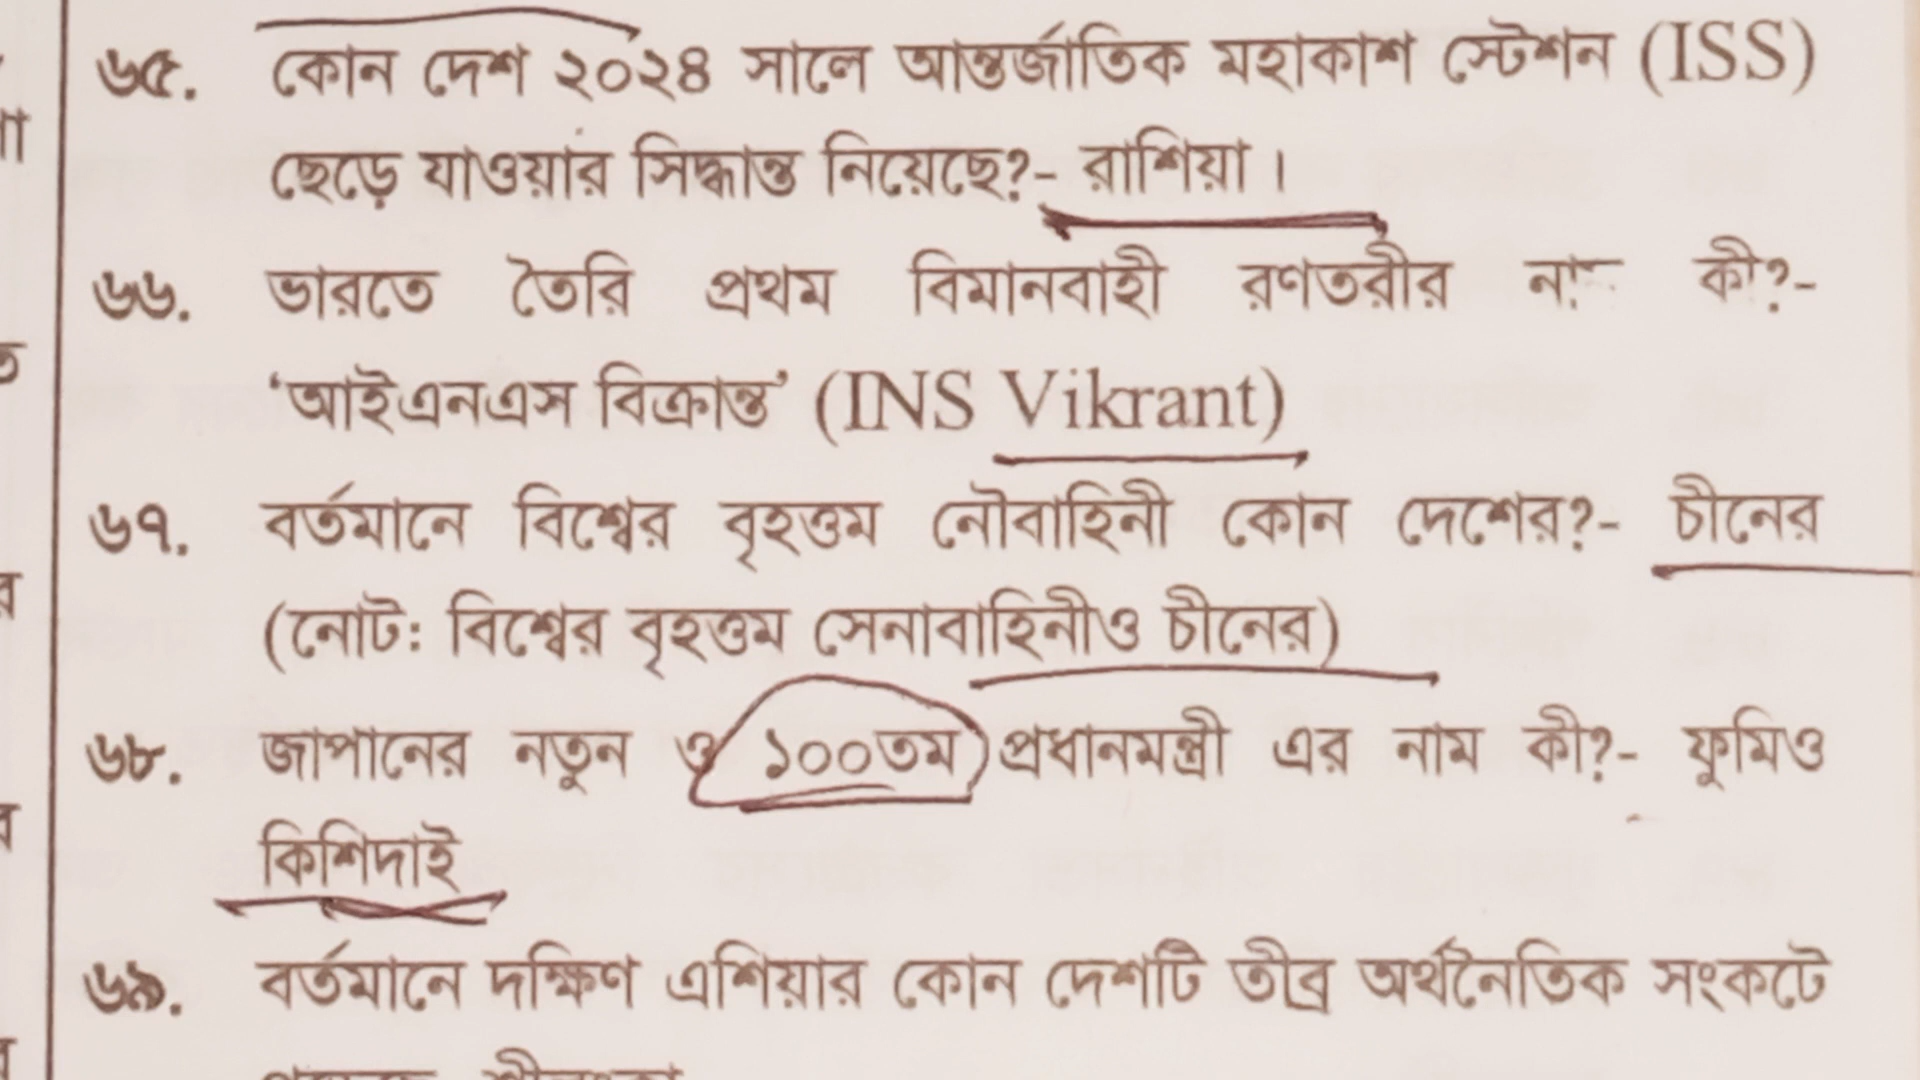 ৬৫. কোন দেশ ২০২৪ সালে আন্তর্জাতিক মহাকাশ স্টেশন (ISS)
ছেড়ে যাওয়ার সিদ্ধান্ত নিয়েছে?- রাশিয়া।
৬৬. ভারতে তৈরি প্রথম বিমানবাহী রণতরীর নাম কী?-
‘আইএনএস বিক্রান্ত’ (INS Vikrant)
৬৭. বর্তমানে বিশ্বের বৃহত্তম নৌবাহিনী কোন দেশের?- চীনের
(নোট: বিশ্বের বৃহত্তম সেনাবাহিনীও চীনের)
৬৮. জাপানের নতুন ও ১০০তম প্রধানমন্ত্রী এর নাম কী?- ফুমিও
কিশিদাই
৬৯. বর্তমানে দক্ষিণ এশিয়ার কোন দেশটি তীব্র অর্থনৈতিক সংকটে